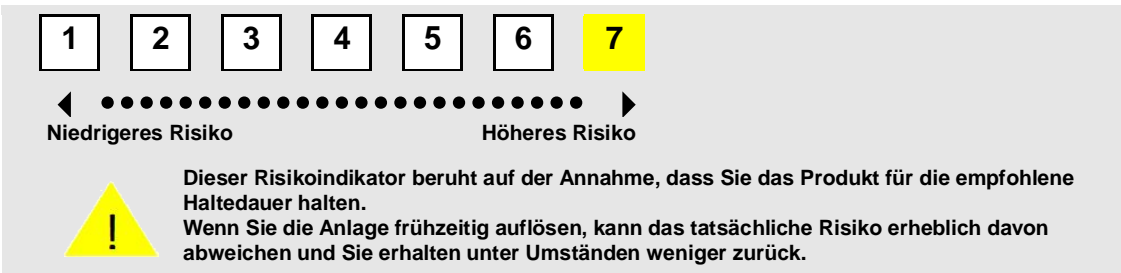 1 2 3 4 5 6 7
Niedrigeres Risiko Höheres Risiko
Dieser Risikoindikator beruht auf der Annahme, dass Sie das Produkt für die empfohlene
Haltedauer halten.
Wenn Sie die Anlage frühzeitig auflösen, kann das tatsächliche Risiko erheblich davon
abweichen und Sie erhalten unter Umständen weniger zurück.
!